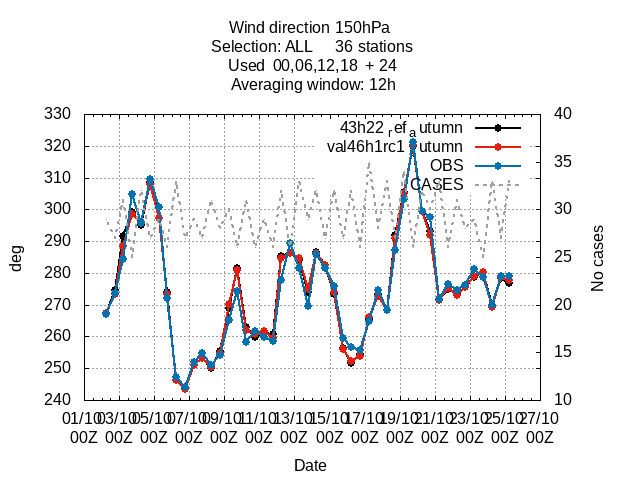 Wind direction 150hPa
Selection: ALL 36 stations
Used 00,06,12,18 + 24
Averaging window: 12h
330
320
310
300
290
280
270
260
250
240
deg
40
35
30
25
20
15
10
No cases
43h22_ref_autumn
val46h1rc1 utumn
OBS
CASES
01/10 03/10 05/10 07/10 09/10 11/10 13/10 15/10 17/10 19/10 21/10 23/10 25/10 27/10
00Z 00Z 00Z 00Z 00Z 00Z 00Z 00Z 00Z 00Z 00Z 00Z 00Z 00Z
Date